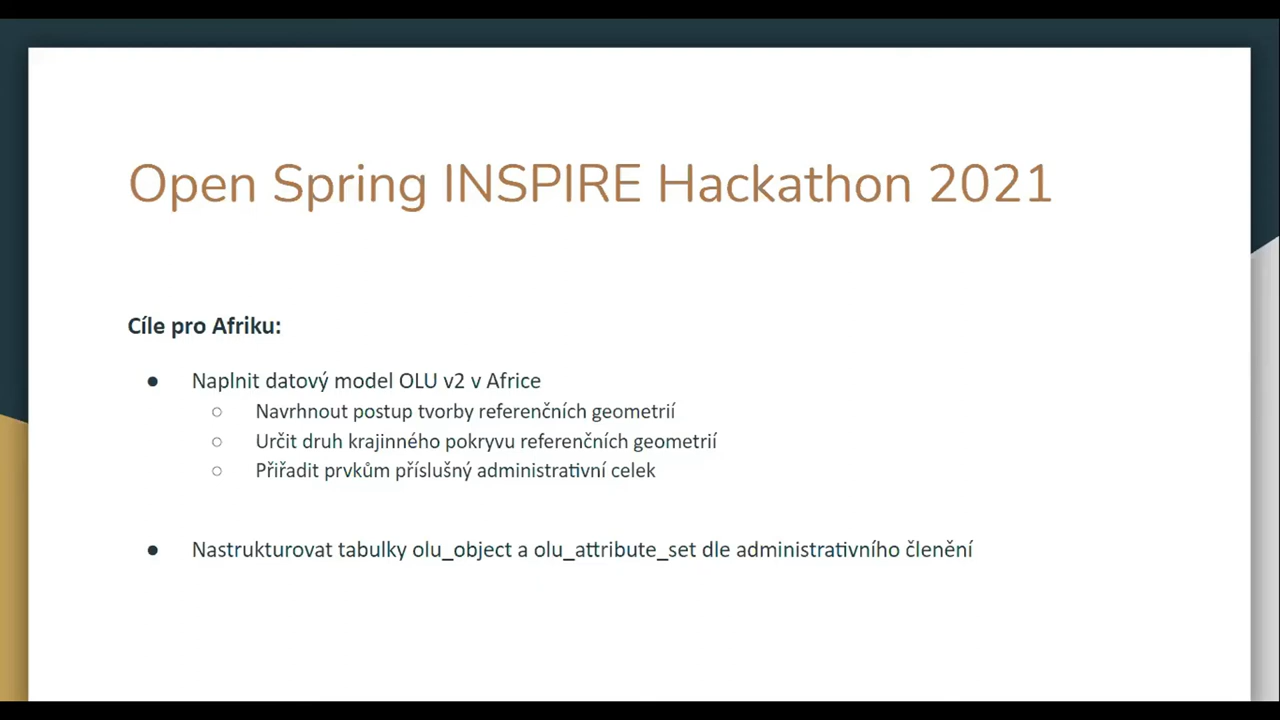 Open Spring INSPIRE Hackathon 2021
Cíle pro Afriku:
● Naplnit datový model OLU v2 v Africe
○ Navrhnout postup tvorby referenčních geometrií
○ Určit druh krajinného pokryvu referenčních geometrií
○ Přiřadit prvkům příslušný administrativní celek
● Nastrukturovat tabulky olu_object a olu_attribute_set dle administrativního členění